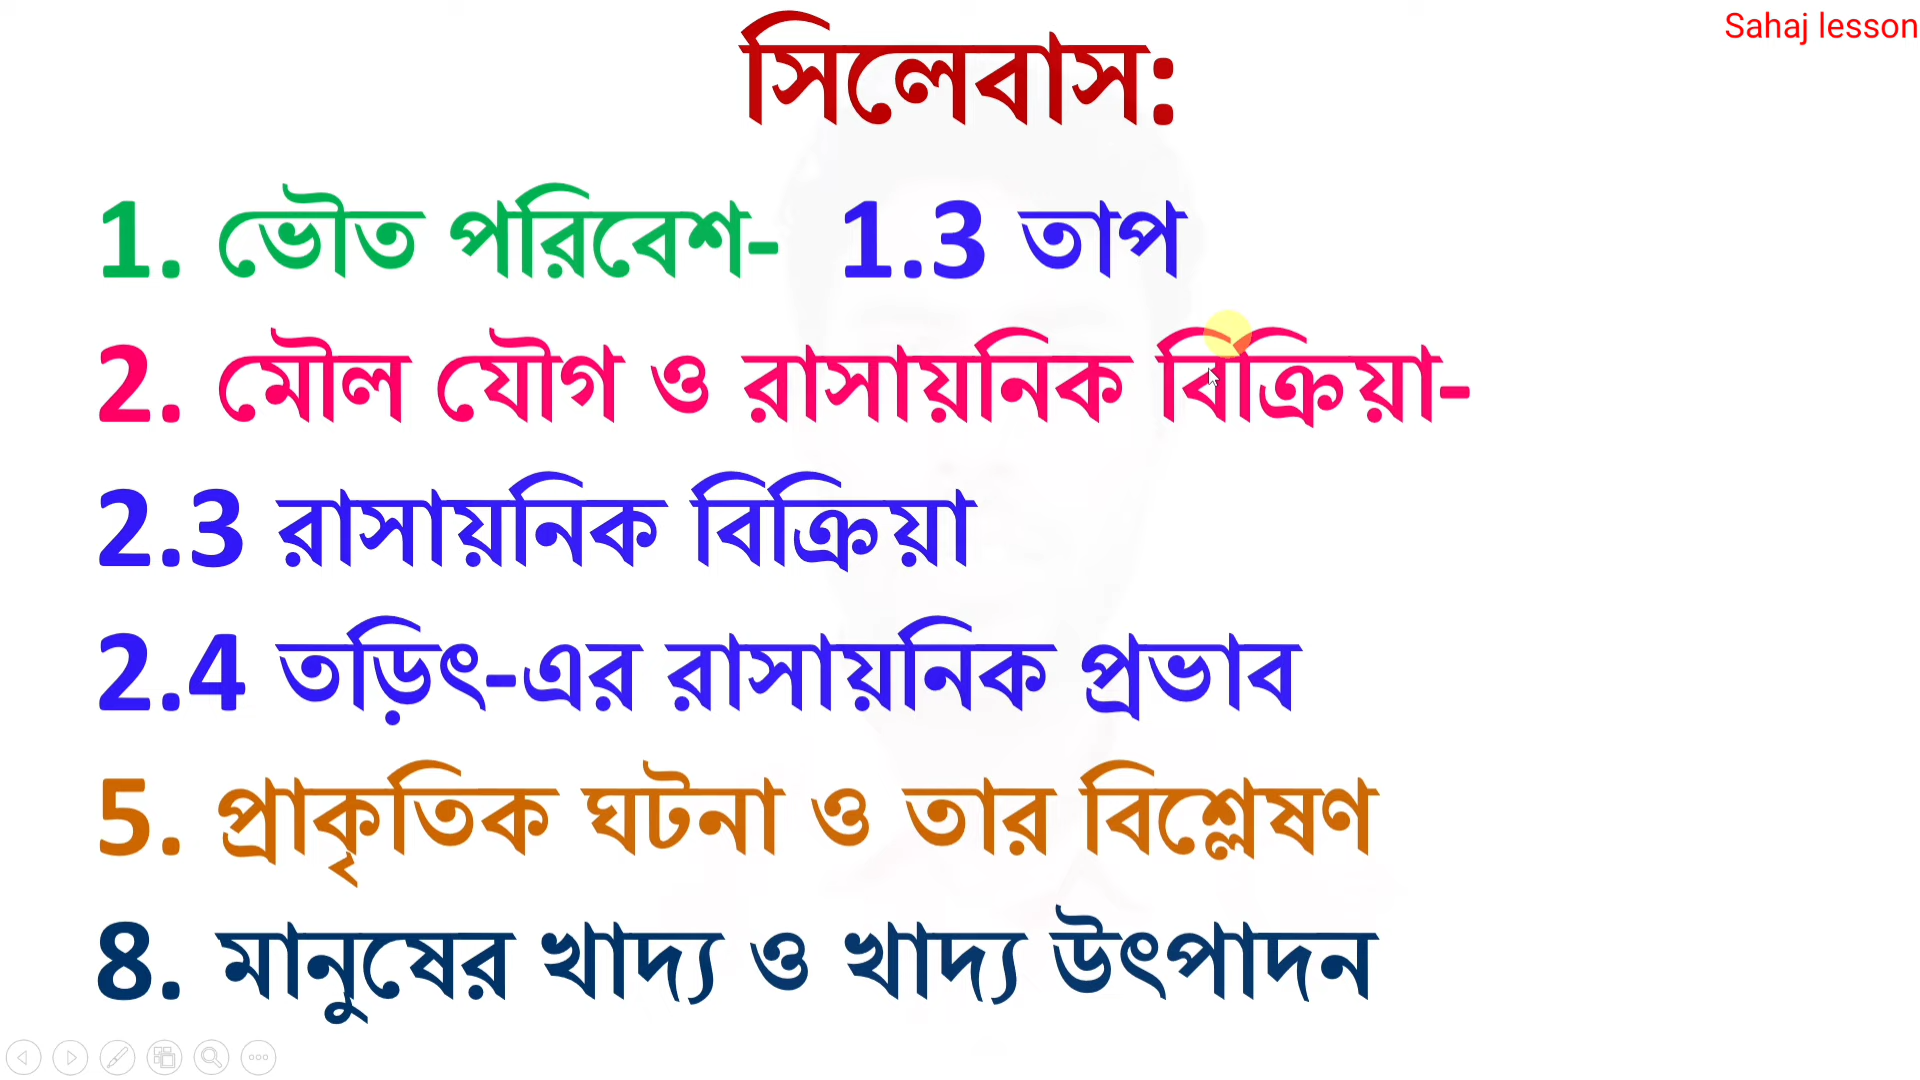 Sahaj lesson
সিলেবাস:
1. ভৌত পরিবেশ- 1.3 তাপ
2. মৌল যৌগ ও রাসায়নিক বিক্রিয়া-
2.3 রাসায়নিক বিক্রিয়া
2.4 তড়িৎ-এর রাসায়নিক প্রভাব
5. প্রাকৃতিক ঘটনা ও তার বিশ্লেষণ
8. মানুষের খাদ্য ও খাদ্য উৎপাদন